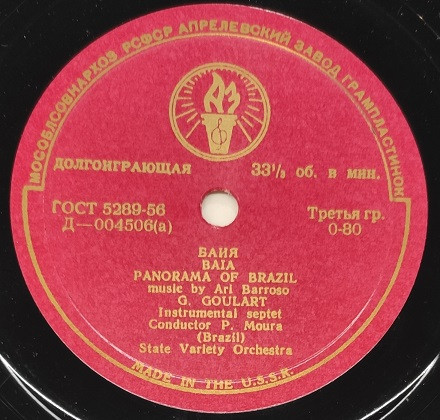 МОСОБЛСОВНАРХОЗ РСФСР АПРЕЛЕВСКИЙ ЗАВОД ГРАМПЛАСТИНОК
ДОЛГОИГРАЮЩАЯ 33⅓ об. в мин.
ГОСТ 5289-56 Третья гр.
Д—004506(а) 0-80
БАИЯ
BAIA
PANORAMA OF BRAZIL
music by Ari Barroso
G. GOULART
Instrumental septet
Conductor P. Moura
(Brazil)
State Variety Orchestra
MADE IN THE U.S.S.R.